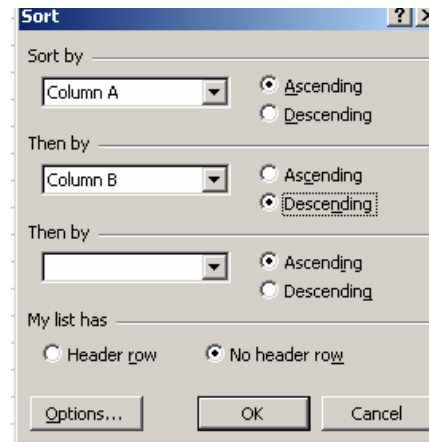 Sort ? X
Sort by
Column A Ascending
Descending
Then by
Column B Ascending
Descending
Then by
Ascending
Descending
My list has
Header row No header row
Options... OK Cancel